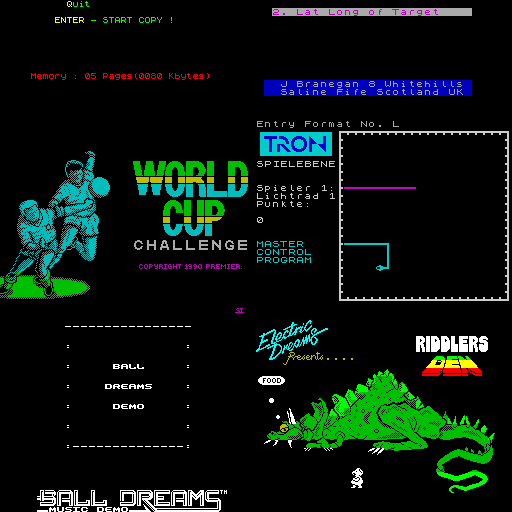 Quit
ENTER - START COPY !
Memory : 05 Pages(0080 Kbytes)
2. Lat Long of Target
J Branegan 8 Whitehills
Saline Fife Scotland UK
Entry Format No. L
WORLD
CUP
CHALLENGE
COPYRIGHT 1990 PREMIER.
TRON
SPIELEBENE
Spieler 1:
Lichtrad 1
Punkte:
0
MASTER
CONTROL
PROGRAM
SI
BALL
DREAMS
DEMO
BALL DREAMS™
MUSIC DEMO
Electric
Dreams
Presents....
RIDDLERS
DEN
FOOD